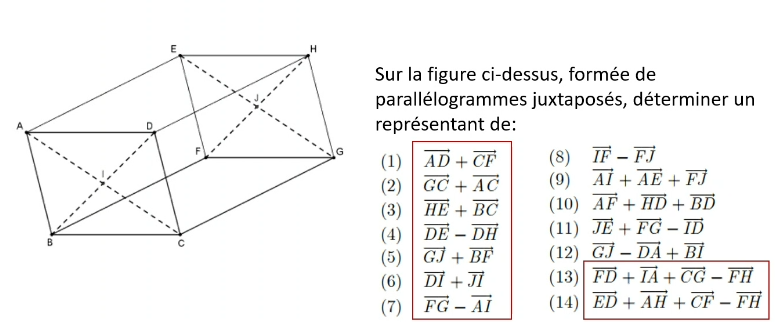 E
H
A
D
J
F
G
I
B
C
Sur la figure ci-dessus, formée de
parallélogrammes juxtaposés, déterminer un
représentant de:
(1) \overrightarrow{AD} + \overrightarrow{CF}
(2) \overrightarrow{GC} + \overrightarrow{AC}
(3) \overrightarrow{HE} + \overrightarrow{BC}
(4) \overrightarrow{DE} − \overrightarrow{DH}
(5) \overrightarrow{GJ} + \overrightarrow{BF}
(6) \overrightarrow{DI} + \overrightarrow{JI}
(7) \overrightarrow{FG} − \overrightarrow{AI}
(8) \overrightarrow{IF} − \overrightarrow{FJ}
(9) \overrightarrow{AI} + \overrightarrow{AE} + \overrightarrow{FJ}
(10) \overrightarrow{AF} + \overrightarrow{HD} + \overrightarrow{BD}
(11) \overrightarrow{JE} + \overrightarrow{FG} − \overrightarrow{ID}
(12) \overrightarrow{GJ} − \overrightarrow{DA} + \overrightarrow{BI}
(13) \overrightarrow{FD} + \overrightarrow{IA} + \overrightarrow{CG} − \overrightarrow{FH}
(14) \overrightarrow{ED} + \overrightarrow{AH} + \overrightarrow{CF} − \overrightarrow{FH}